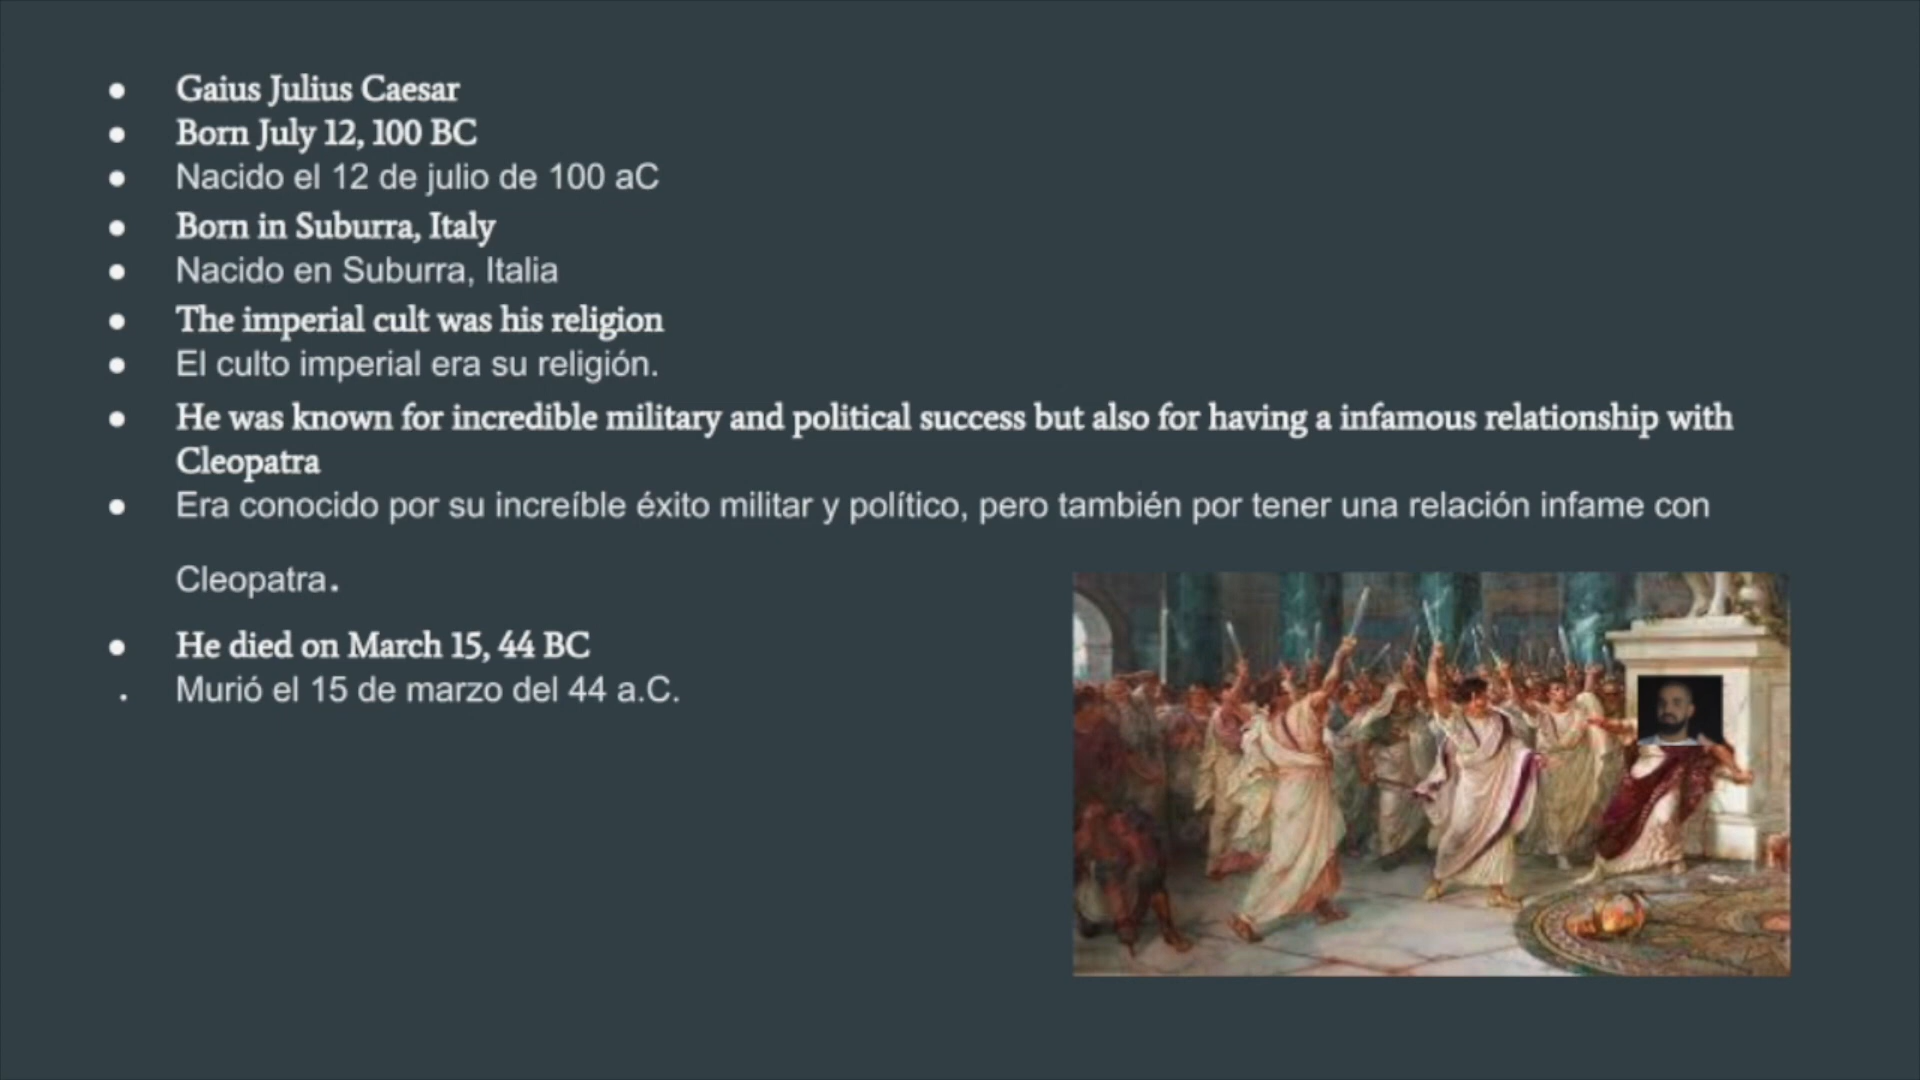 Gaius Julius Caesar
Born July 12, 100 BC
Nacido el 12 de julio de 100 aC
Born in Suburra, Italy
Nacido en Suburra, Italia
The imperial cult was his religion
El culto imperial era su religión.
He was known for incredible military and political success but also for having a infamous relationship with
Cleopatra
Era conocido por su increíble éxito militar y político, pero también por tener una relación infame con
Cleopatra.
He died on March 15, 44 BC
Murió el 15 de marzo del 44 a.C.